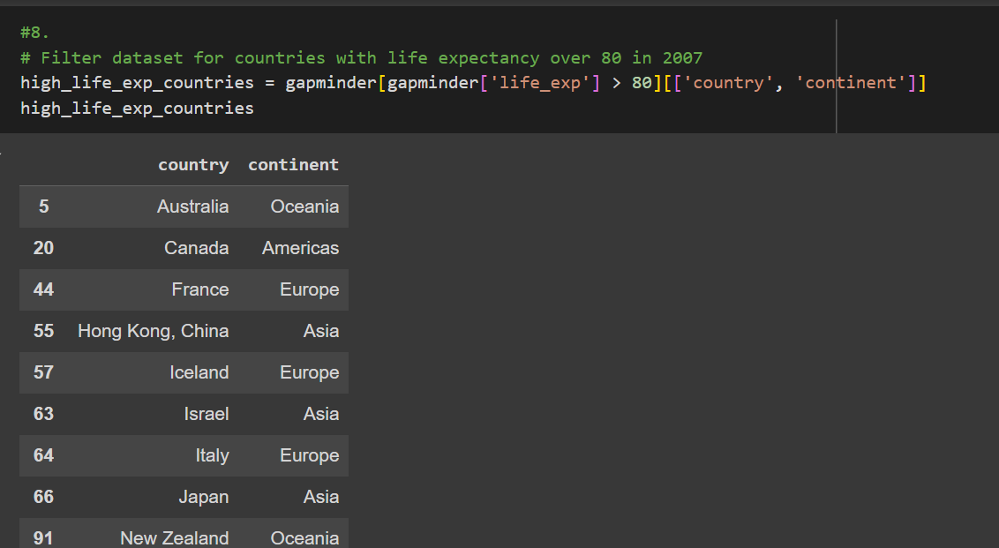 #8.
# Filter dataset for countries with life expectancy over 80 in 2007
high_life_exp_countries = gapminder[gapminder['life_exp'] > 80][['country', 'continent']]
high_life_exp_countries
country continent
5 Australia Oceania
20 Canada Americas
44 France Europe
55 Hong Kong, China Asia
57 Iceland Europe
63 Israel Asia
64 Italy Europe
66 Japan Asia
91 New Zealand Oceania